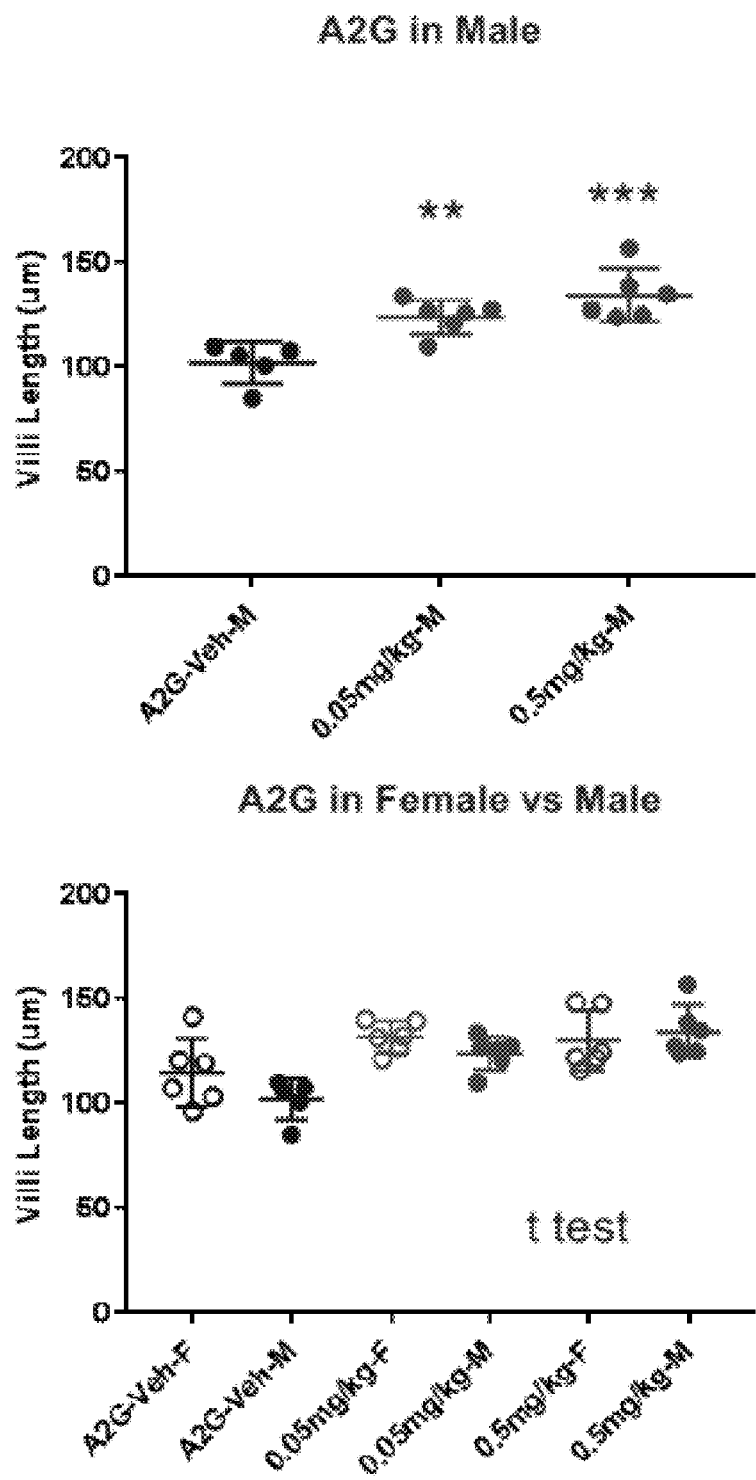 A2G in Male
200
**
***
150
100
50
0
Villi Length (um)
A2G-Veh-M
0.05mg/kg-M
0.5mg/kg-M
A2G in Female vs Male
200
150
100
50
0
Villi Length (um)
t test
A2G-Veh-F
A2G-Veh-M
0.05mg/kg-F
0.05mg/kg-M
0.5mg/kg-F
0.5mg/kg-M